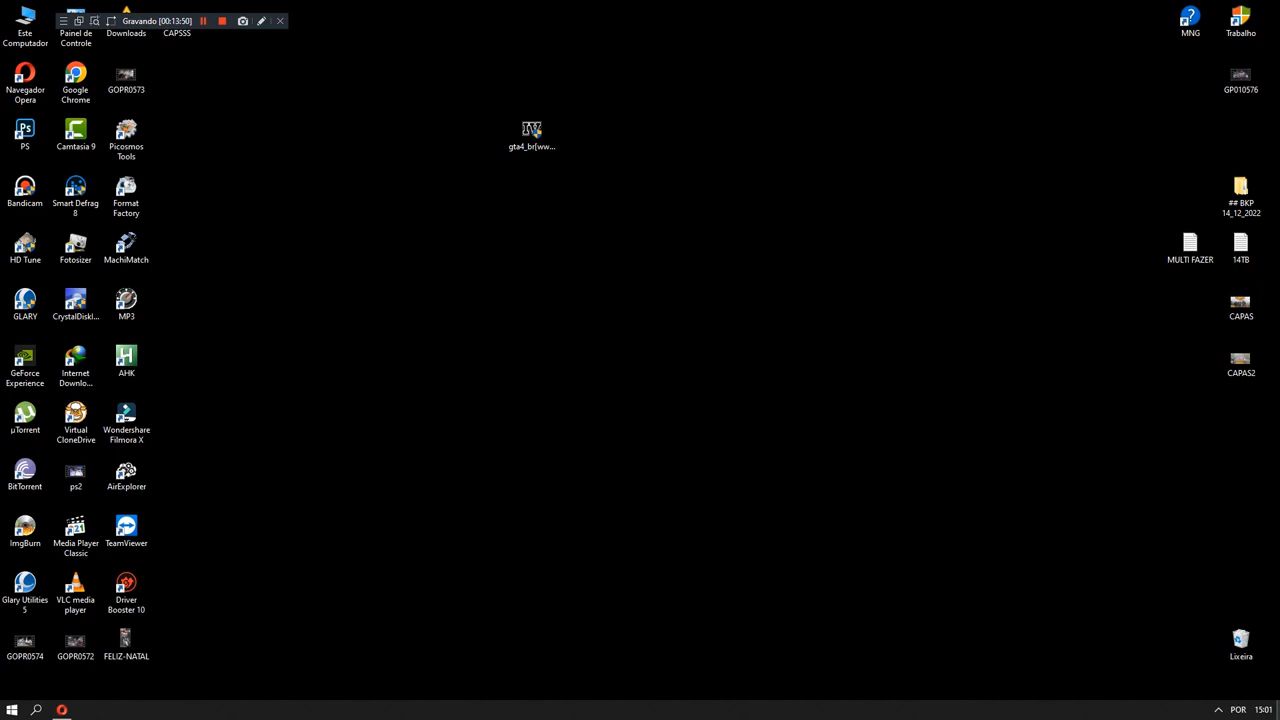 Gravando [00:13:50]
Este
Computador
Painel de
Controle
Downloads
CAPSSS
MNG
Trabalho
Navegador
Opera
Google
Chrome
GOPR0573
GP010576
PS
Camtasia 9
Picosmos
Tools
gta4_br[ww...
Bandicam
Smart Defrag
8
Format
Factory
## BKP
14_12_2022
HD Tune
Fotosizer
MachiMatch
MULTI FAZER
14TB
GLARY
CrystalDiskI...
MP3
CAPAS
GeForce
Experience
Internet
Downlo...
AHK
CAPAS2
µTorrent
Virtual
CloneDrive
Wondershare
Filmora X
BitTorrent
ps2
AirExplorer
ImgBurn
Media Player
Classic
TeamViewer
Glary Utilities
5
VLC media
player
Driver
Booster 10
GOPR0574
GOPR0572
FELIZ-NATAL
Lixeira
POR
15:01